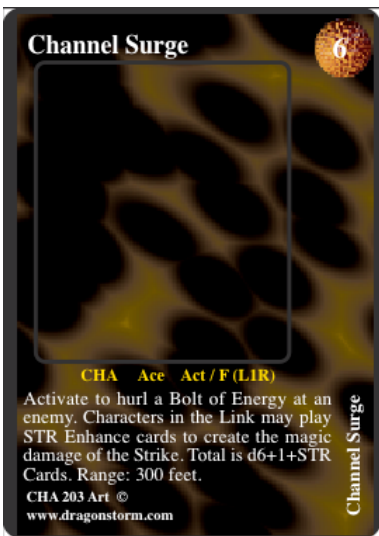 Channel Surge
6
CHA Ace Act / F (L1R)
Activate to hurl a Bolt of Energy at an
enemy. Characters in the Link may play
STR Enhance cards to create the magic
damage of the Strike. Total is d6+1+STR
Cards. Range: 300 feet.
CHA 203 Art ©
www.dragonstorm.com
Channel Surge